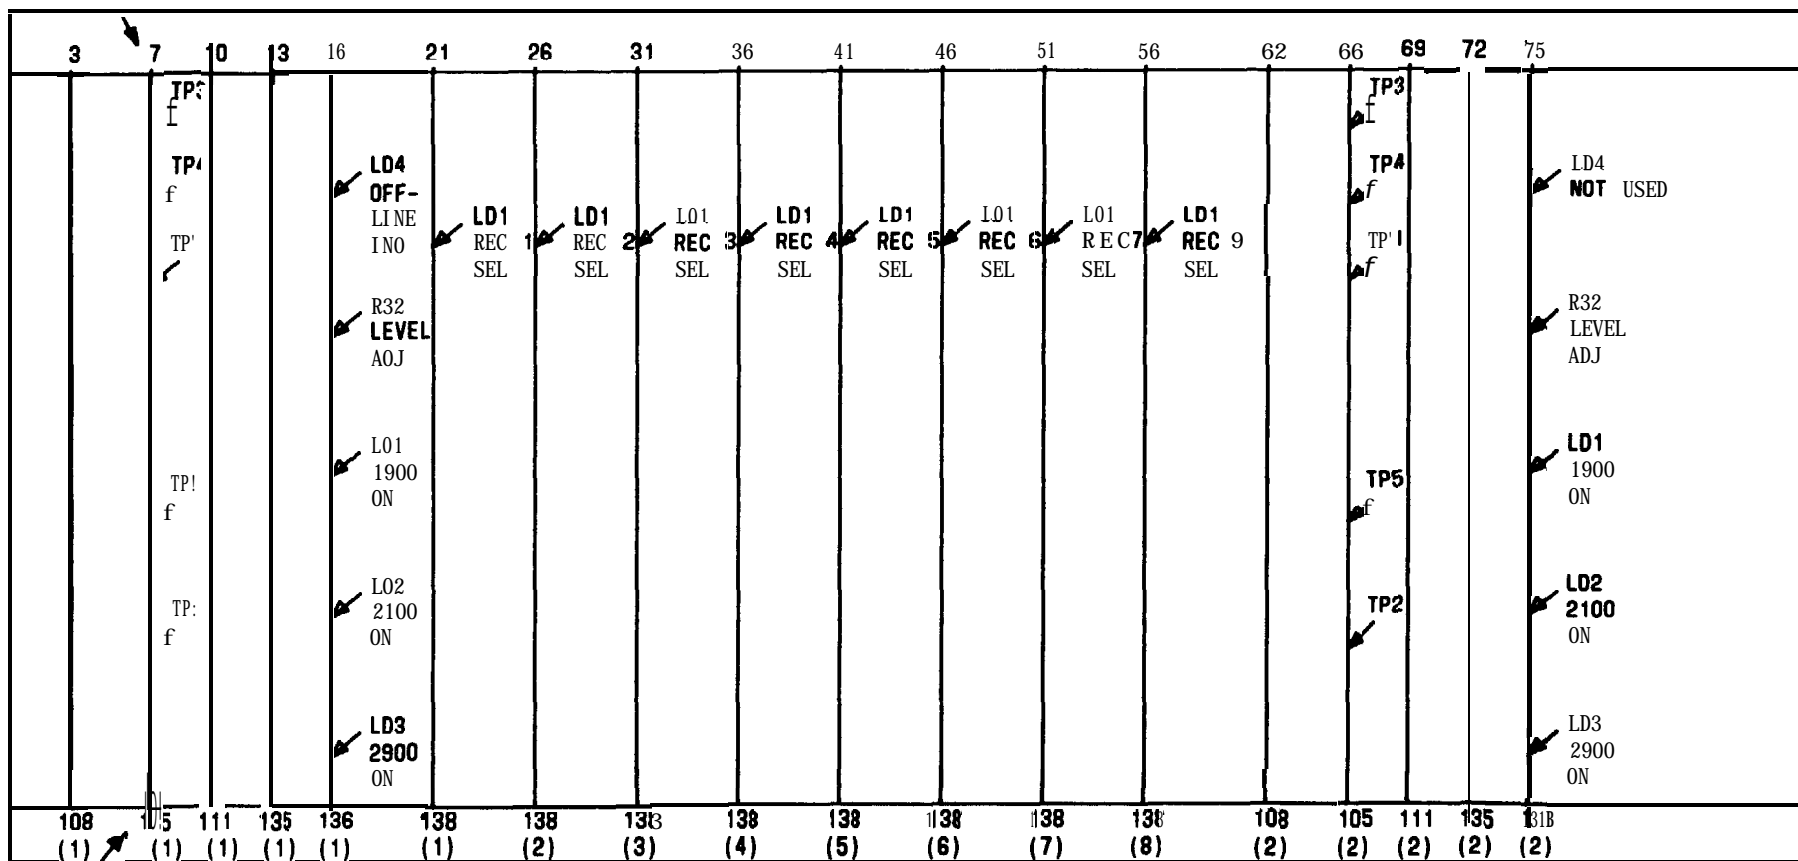 3 7 10 13 16 21 26 31 36 41 46 51 56 62 66 69 72 75
TP3
f
f
TP'
f
f
LD4
OFF-
LINE
INO
R32
LEVEL
AOJ
L01
1900
ON
L02
2100
ON
LD3
2900
ON
LD1
REC 1
SEL
LD1
REC 2
SEL
L01
REC 3
SEL
LD1
REC 4
SEL
LD1
REC 5
SEL
L01
REC 6
SEL
L01
REC 7
SEL
LD1
REC 9
SEL
TP3
f
TP4
f
TP'1
f
TP5
f
TP2
LD4
NOT USED
R32
LEVEL
ADJ
LD1
1900
ON
LD2
2100
ON
LD3
2900
ON
108 111 135 136 138 138 138 138 138 138 138 108 105 111 135
(1) (1) (1) (1) (1) (1) (2) (3) (4) (5) (6) (7) (8) (2) (2) (2) (2) (2)